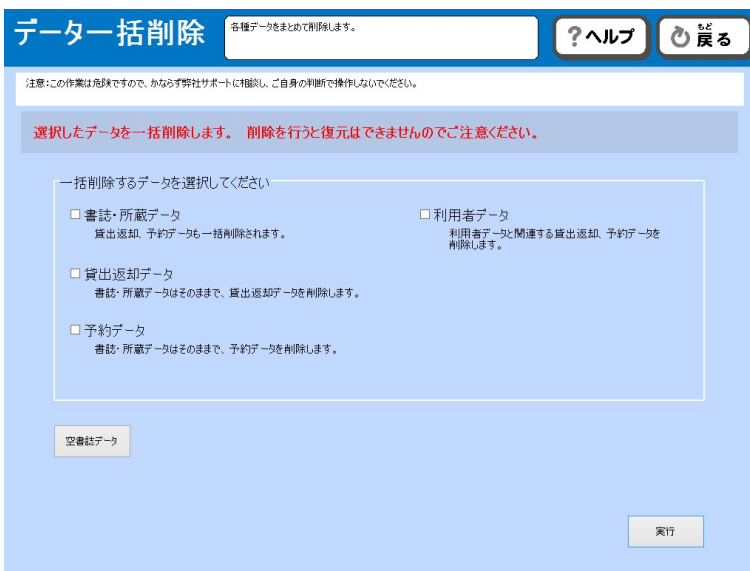 データ一括削除
各種データをまとめて削除します。
?ヘルプ
もど
戻る
注意:この作業は危険ですので、かならず弊社サポートに相談し、ご自身の判断で操作しないでください。
選択したデータを一括削除します。 削除を行うと復元はできませんのでご注意ください。
一括削除するデータを選択してください
書誌・所蔵データ
貸出返却、予約データも一括削除されます。
利用者データ
利用者データと関連する貸出返却、予約データを
削除します。
貸出返却データ
書誌・所蔵データはそのままで、貸出返却データを削除します。
予約データ
書誌・所蔵データはそのままで、予約データを削除します。
空書誌データ
実行